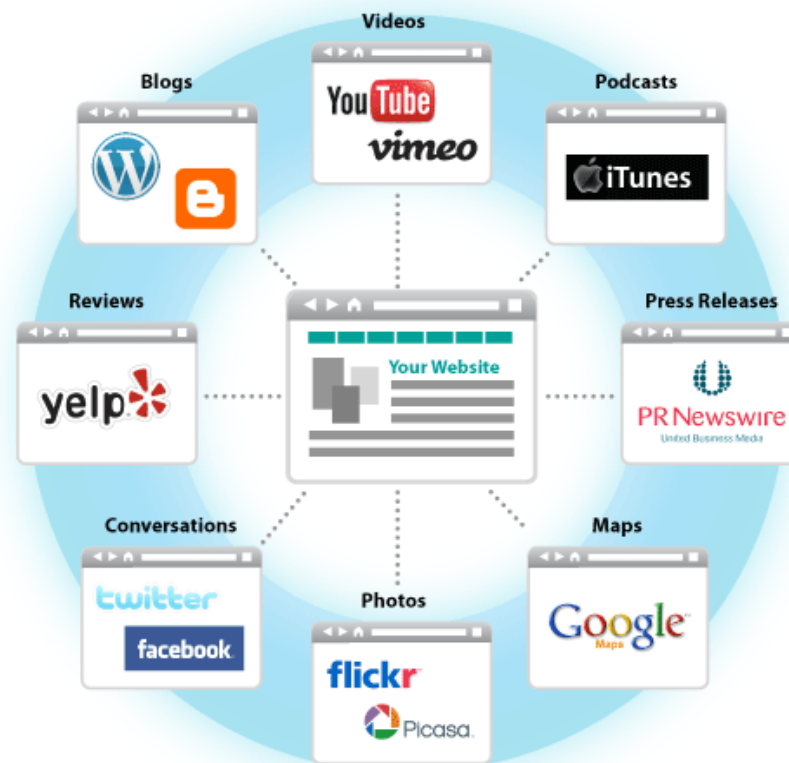 Videos
YouTube
vimeo
Blogs
Podcasts
iTunes
Reviews
yelp
Your Website
Press Releases
PR Newswire
United Business Media
Conversations
twitter
facebook
Photos
flickr
Picasa
Maps
Google
Maps